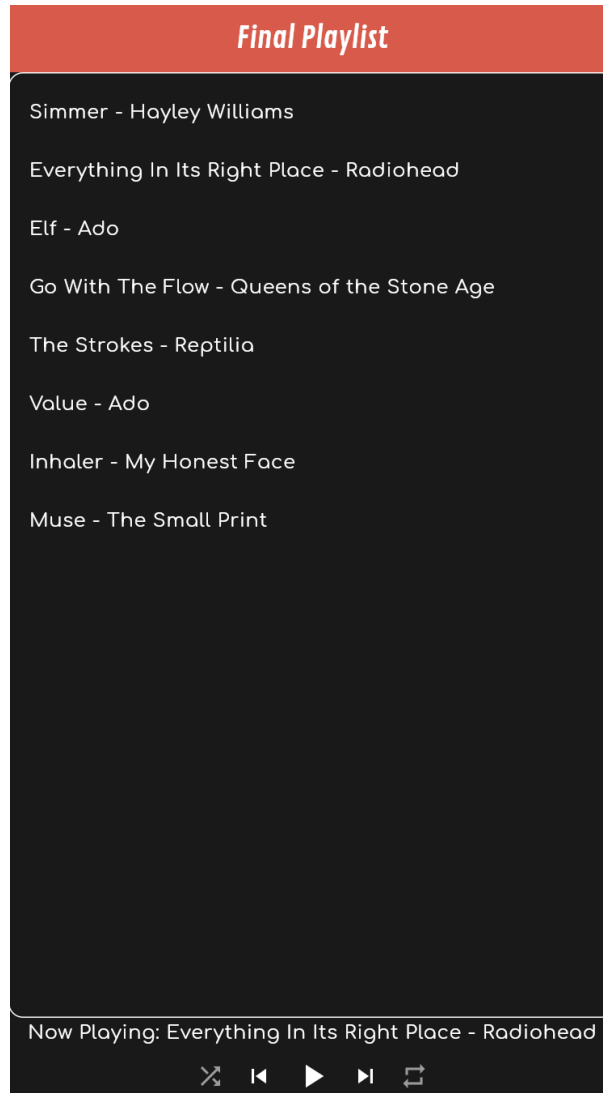 Final Playlist
Simmer - Hayley Williams
Everything In Its Right Place - Radiohead
Elf - Ado
Go With The Flow - Queens of the Stone Age
The Strokes - Reptilia
Value - Ado
Inhaler - My Honest Face
Muse - The Small Print
Now Playing: Everything In Its Right Place - Radiohead